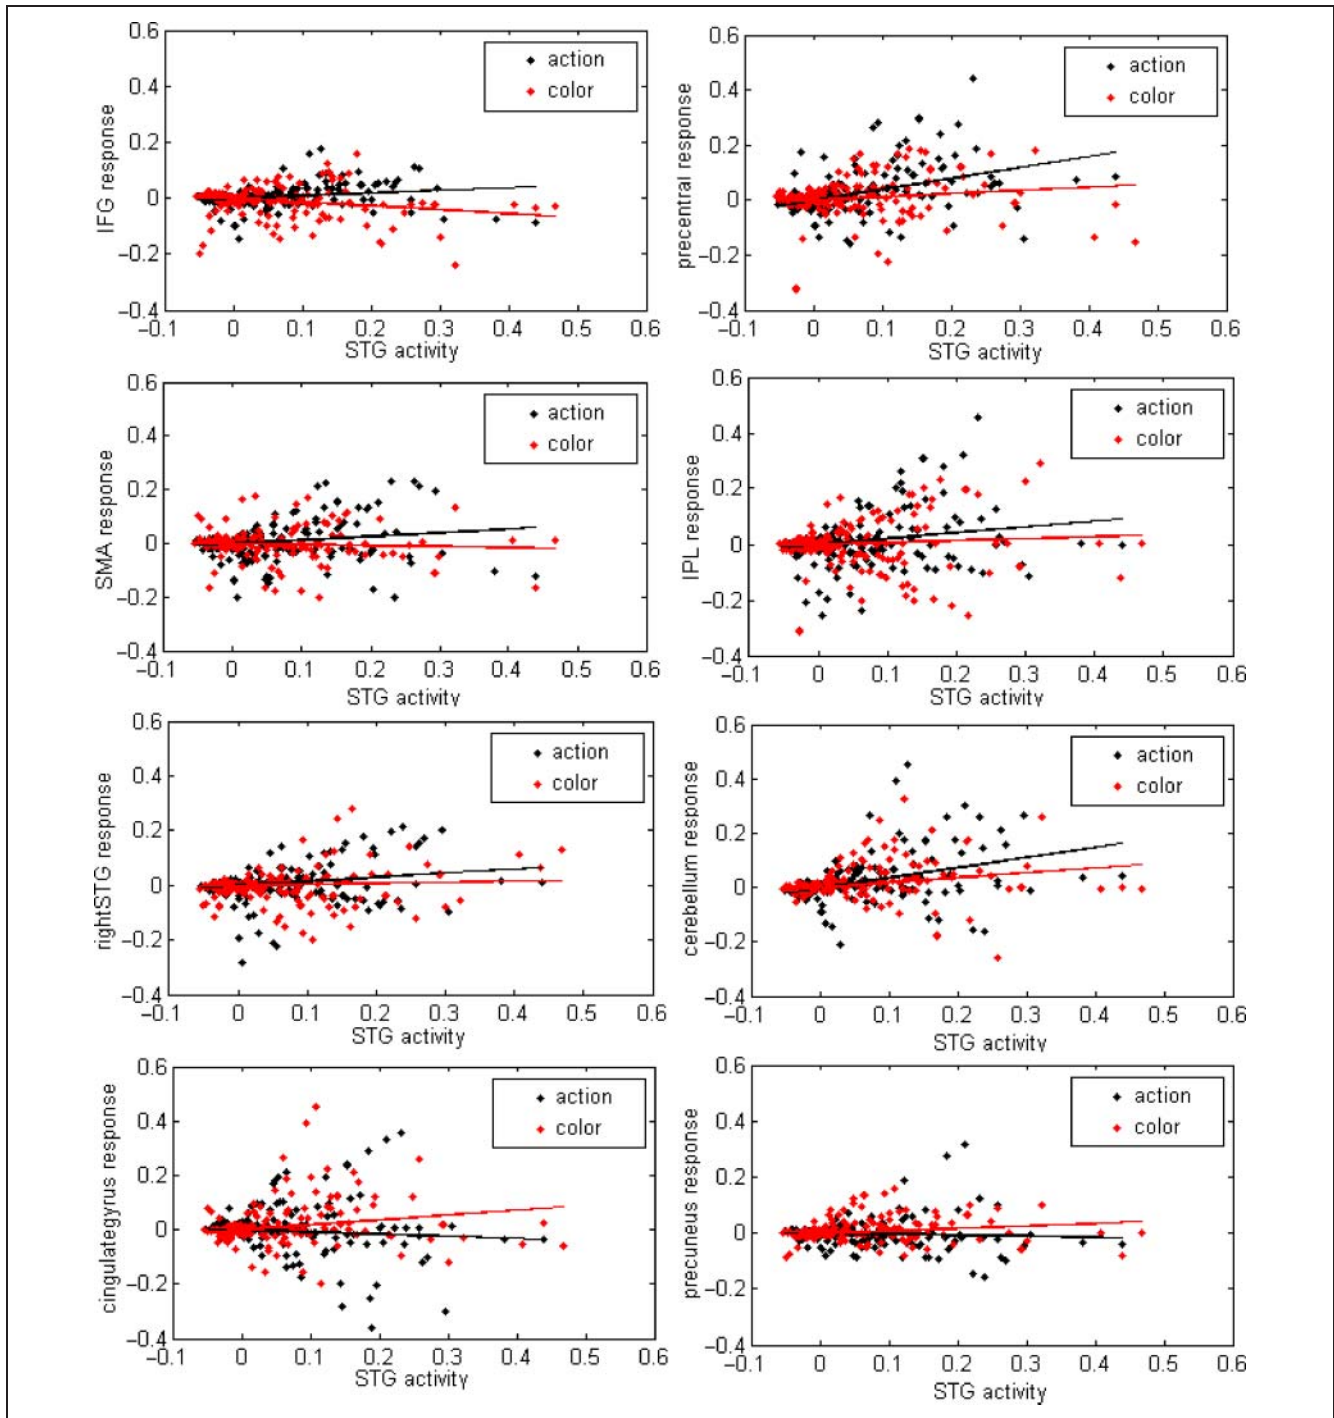 0.6
0.4
0.2
0
−0.2
−0.4
IFG response
action
color
−0.1 0 0.1 0.2 0.3 0.4 0.5 0.6
STG activity
0.6
0.4
0.2
0
−0.2
−0.4
precentral response
action
color
−0.1 0 0.1 0.2 0.3 0.4 0.5 0.6
STG activity
0.6
0.4
0.2
0
−0.2
−0.4
SMA response
action
color
−0.1 0 0.1 0.2 0.3 0.4 0.5 0.6
STG activity
0.6
0.4
0.2
0
−0.2
−0.4
IPL response
action
color
−0.1 0 0.1 0.2 0.3 0.4 0.5 0.6
STG activity
0.6
0.4
0.2
0
−0.2
−0.4
rightSTG response
action
color
−0.1 0 0.1 0.2 0.3 0.4 0.5 0.6
STG activity
0.6
0.4
0.2
0
−0.2
−0.4
cerebellum response
action
color
−0.1 0 0.1 0.2 0.3 0.4 0.5 0.6
STG activity
0.6
0.4
0.2
0
−0.2
−0.4
cingulategyrus response
action
color
−0.1 0 0.1 0.2 0.3 0.4 0.5 0.6
STG activity
0.6
0.4
0.2
0
−0.2
−0.4
precuneus response
action
color
−0.1 0 0.1 0.2 0.3 0.4 0.5 0.6
STG activity